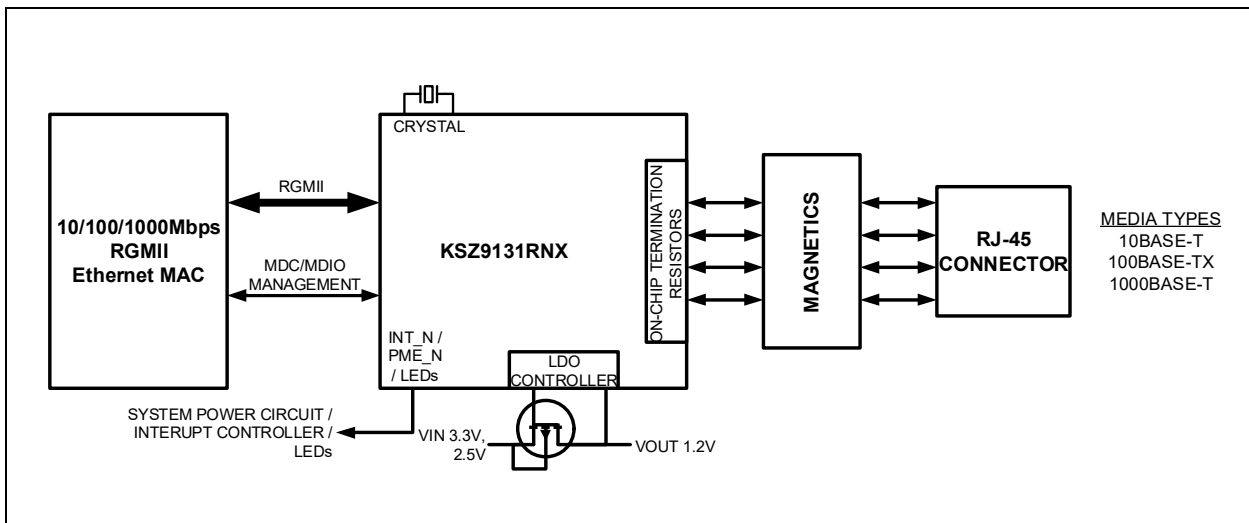 CRYSTAL
10/100/1000Mbps
RGMII
Ethernet MAC
RGMII
MDC/MDIO
MANAGEMENT
KSZ9131RNX
ON-CHIP TERMINATION
RESISTORS
MAGNETICS
RJ-45
CONNECTOR
MEDIA TYPES
10BASE-T
100BASE-TX
1000BASE-T
INT_N /
PME_N
/ LEDs
LDO
CONTROLLER
SYSTEM POWER CIRCUIT /
INTERUPT CONTROLLER /
LEDs
VIN 3.3V,
2.5V
VOUT 1.2V